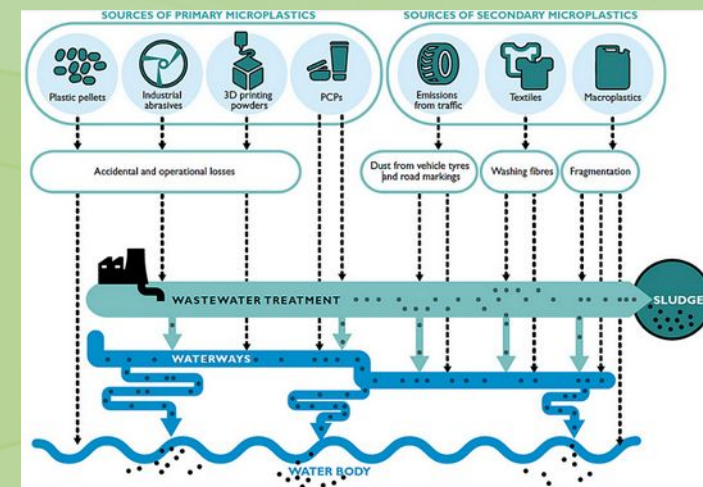 SOURCES OF PRIMARY MICROPLASTICS
SOURCES OF SECONDARY MICROPLASTICS
Plastic pellets
Industrial
abrasives
3D printing
powders
PCPs
Emissions
from traffic
Textiles
Macroplastics
Accidental and operational losses
Dust from vehicle tyres
and road markings
Washing fibres
Fragmentation
WASTEWATER TREATMENT
SLUDGE
WATERWAYS
WATER BODY